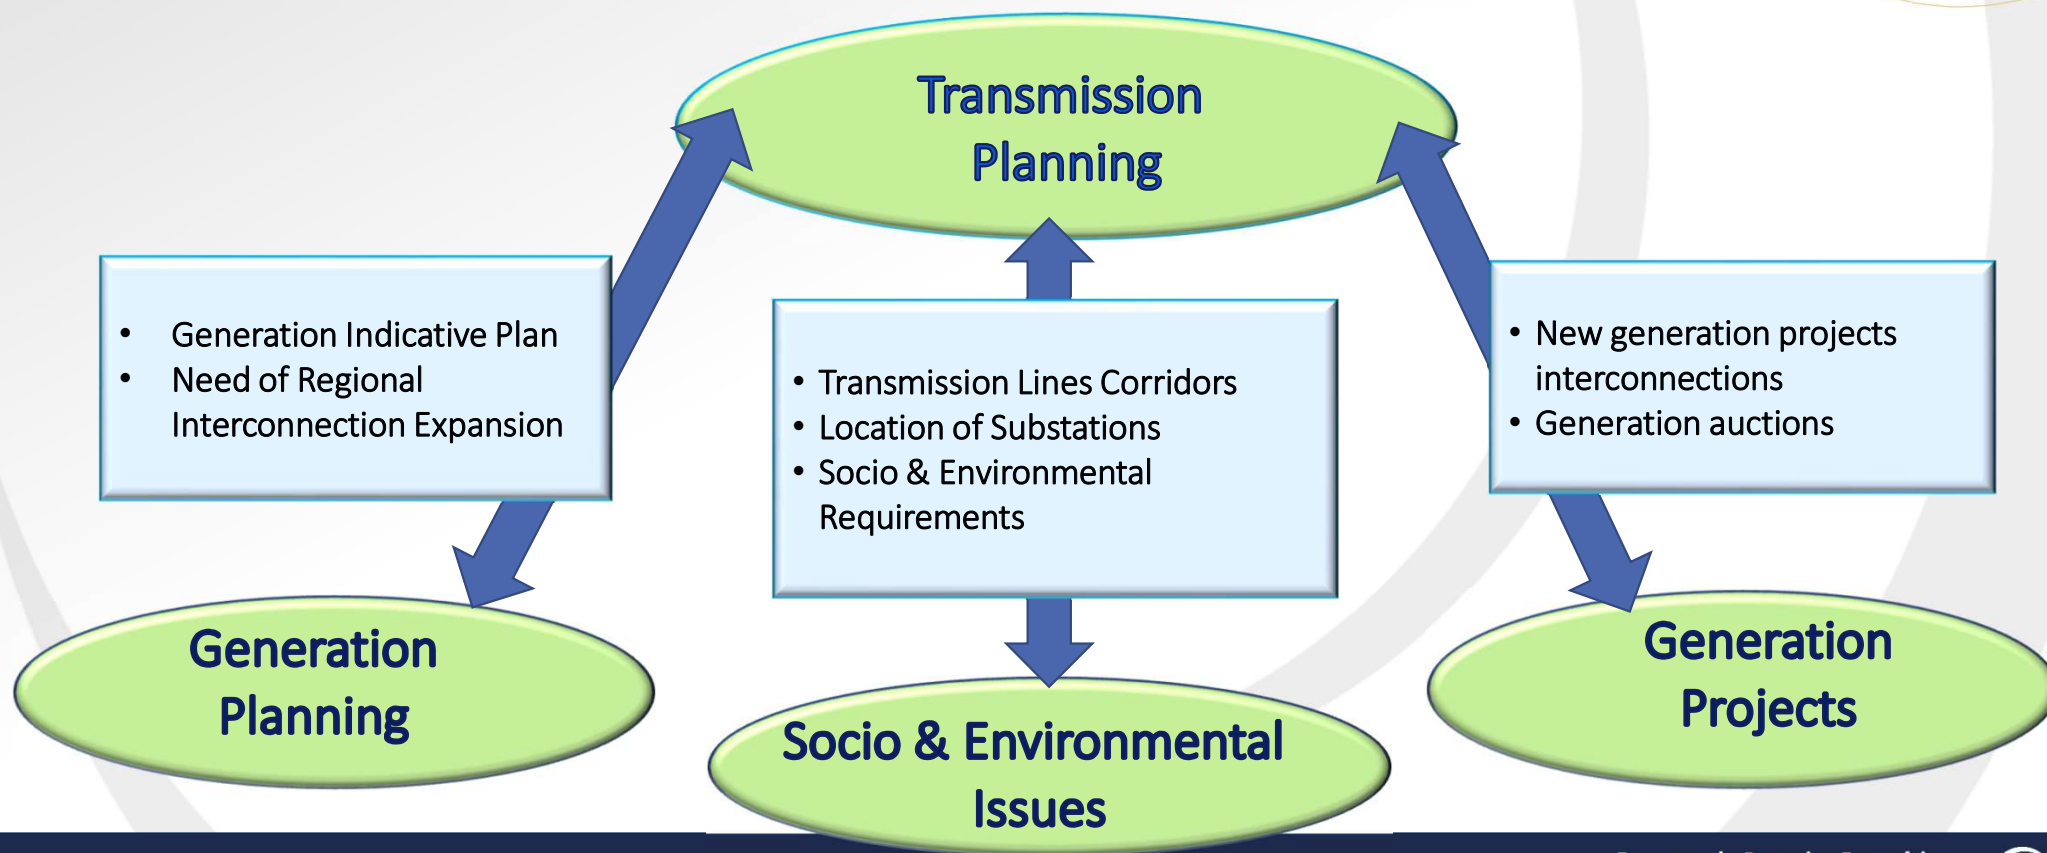 Transmission
Planning
• Generation Indicative Plan
• Need of Regional
Interconnection Expansion
• Transmission Lines Corridors
• Location of Substations
• Socio & Environmental
Requirements
• New generation projects
interconnections
• Generation auctions
Generation
Planning
Socio & Environmental
Issues
Generation
Projects